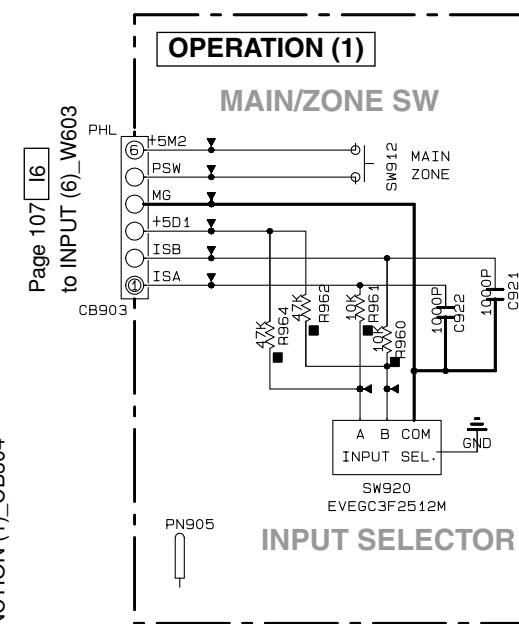 OPERATION (1)
MAIN/ZONE SW
Page 107 I6
to INPUT (6)_W603
PHL
6
+5M2
PSW
MG
+5D1
ISB
ISA
1
CB903
SW912
MAIN
ZONE
47K
R964
47K
R962
10K
R961
10K
R960
1000P
C922
1000P
C921
A B COM
INPUT SEL.
GND
SW920
EVEGC3F2512M
PN905
INPUT SELECTOR